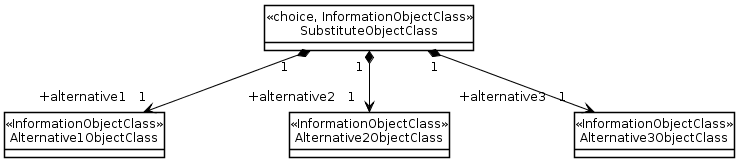 «choice, InformationObjectClass»
SubstituteObjectClass
1 1 1
+alternative1 1 +alternative2 1 +alternative3 1
«InformationObjectClass» «InformationObjectClass» «InformationObjectClass»
Alternative1ObjectClass Alternative2ObjectClass Alternative3ObjectClass